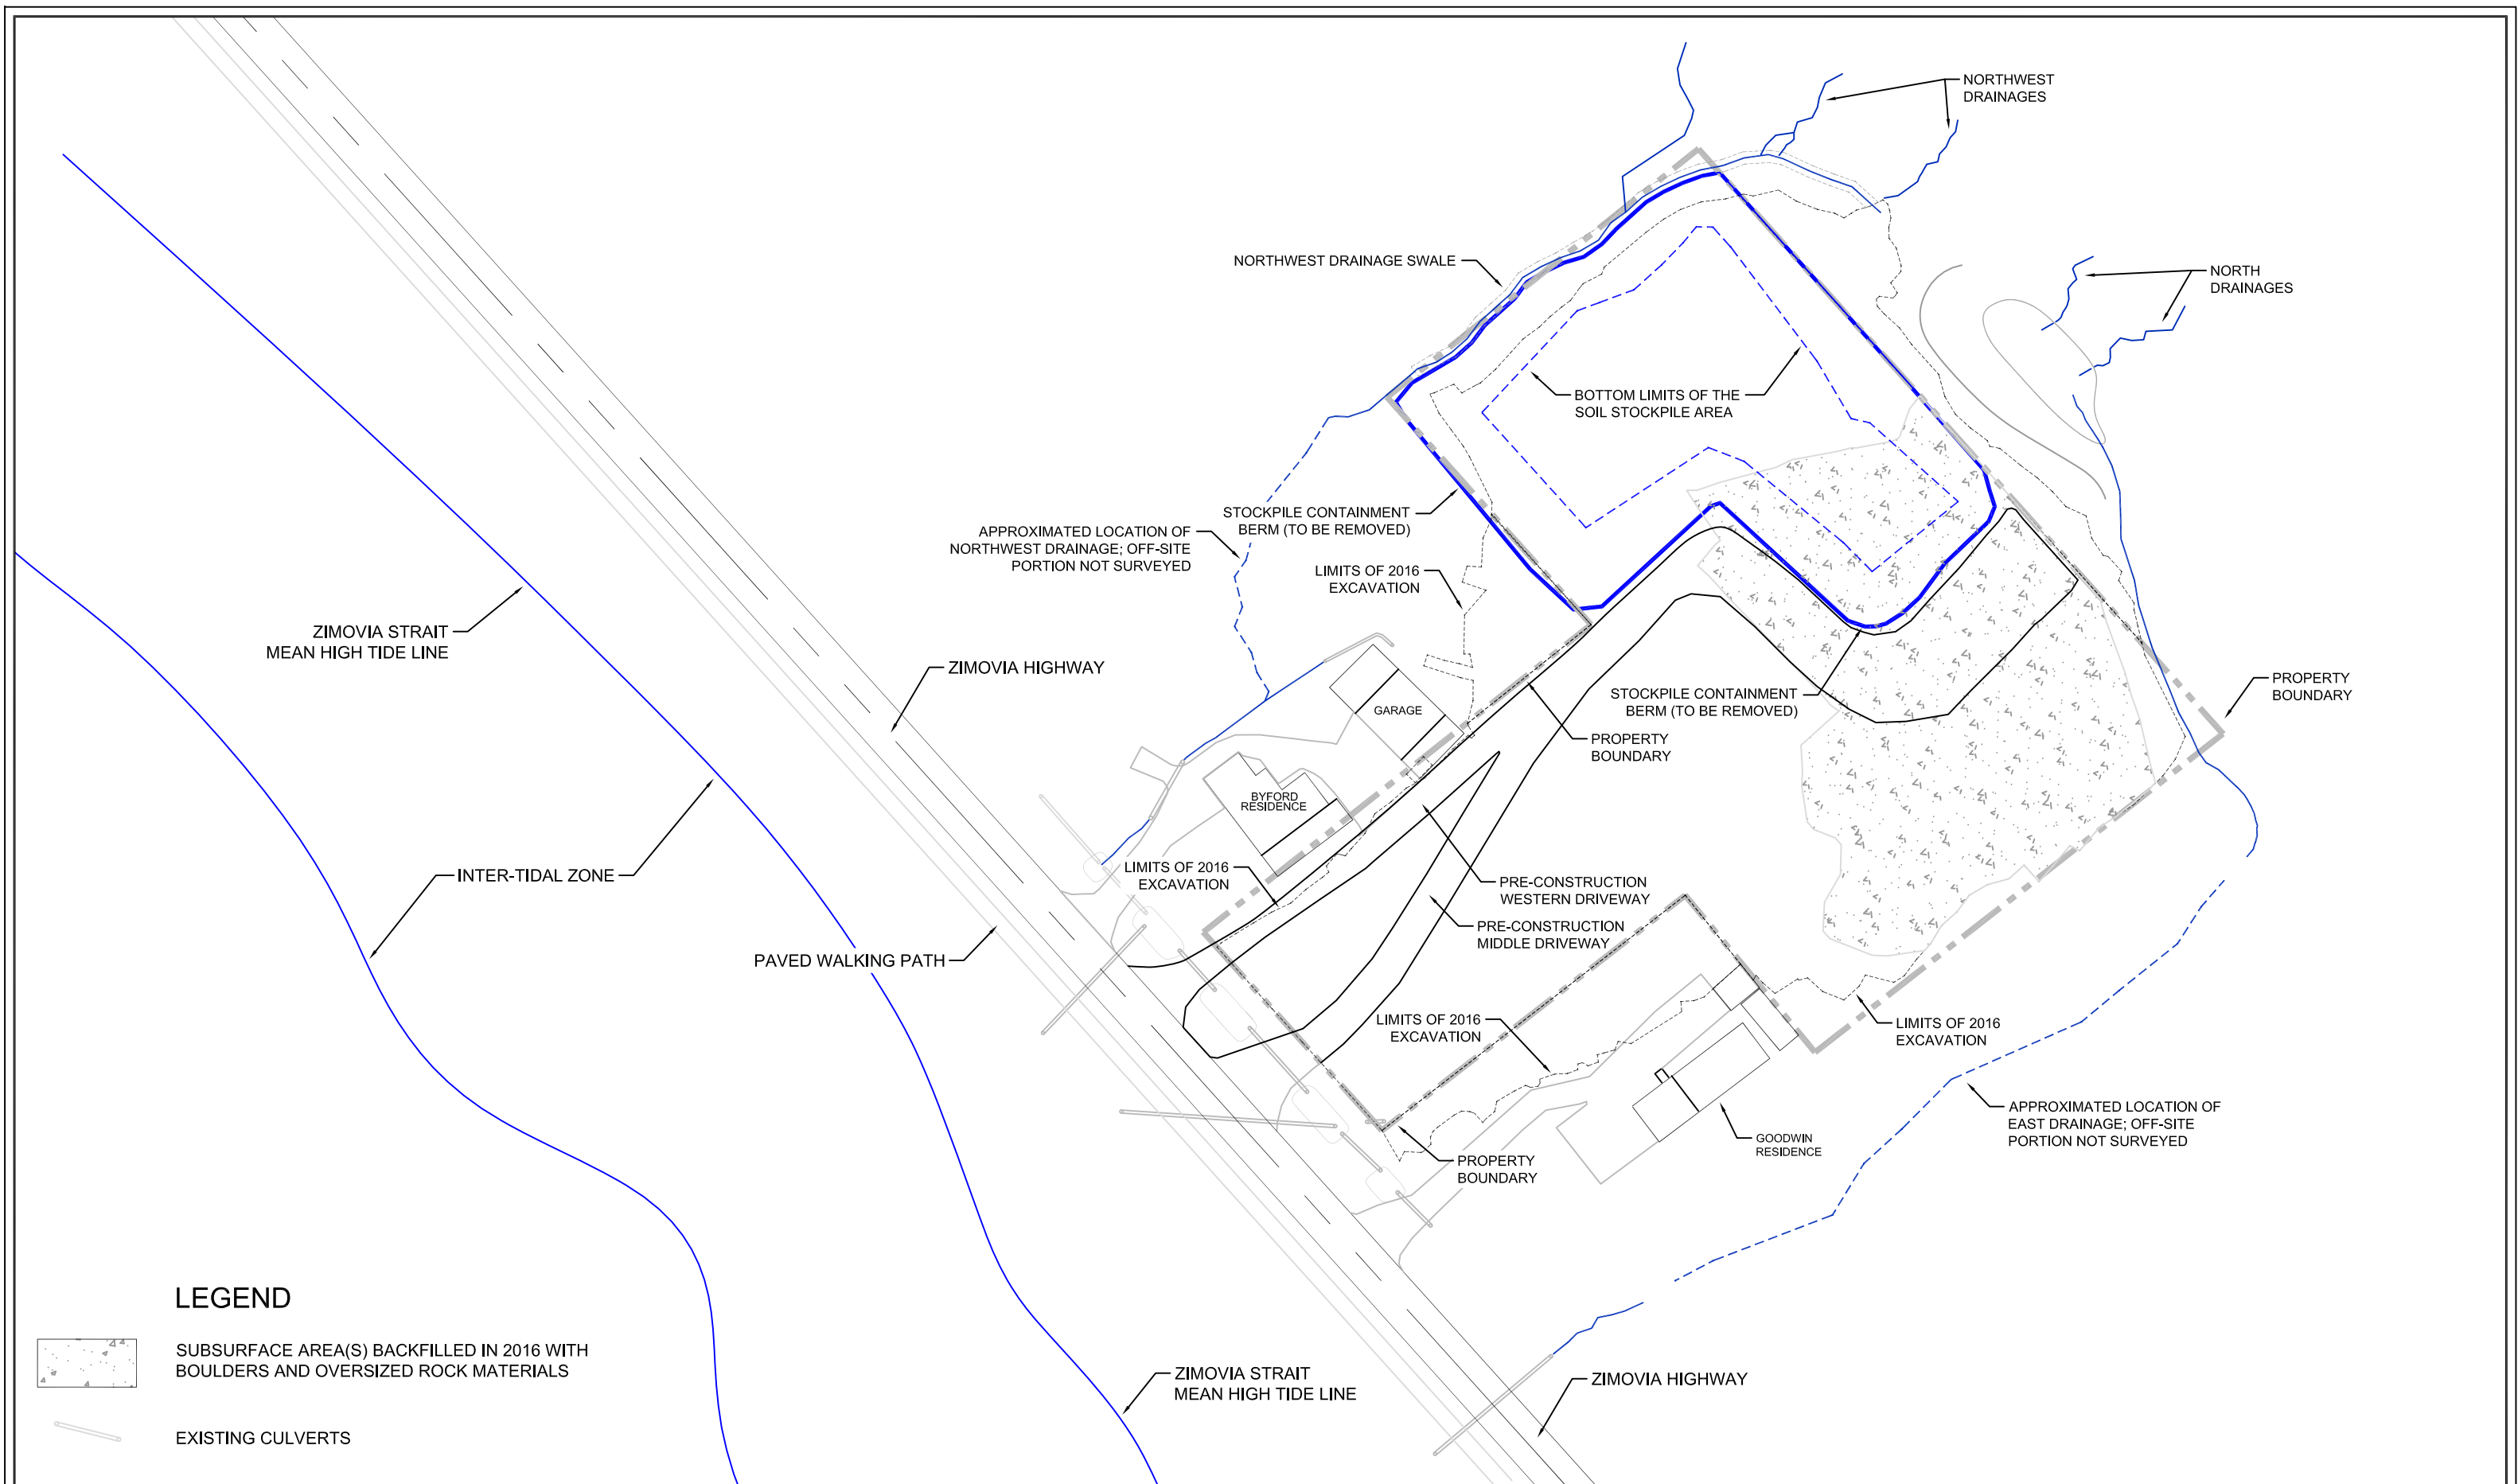 NORTHWEST
DRAINAGES
NORTHWEST DRAINAGE SWALE
NORTH
DRAINAGES
BOTTOM LIMITS OF THE
SOIL STOCKPILE AREA
STOCKPILE CONTAINMENT
BERM (TO BE REMOVED)
APPROXIMATED LOCATION OF
NORTHWEST DRAINAGE; OFF-SITE
PORTION NOT SURVEYED
LIMITS OF 2016
EXCAVATION
ZIMOVIA STRAIT
MEAN HIGH TIDE LINE
ZIMOVIA HIGHWAY
GARAGE
STOCKPILE CONTAINMENT
BERM (TO BE REMOVED)
PROPERTY
BOUNDARY
PROPERTY
BOUNDARY
BYFORD
RESIDENCE
INTER-TIDAL ZONE
LIMITS OF 2016
EXCAVATION
PRE-CONSTRUCTION
WESTERN DRIVEWAY
PRE-CONSTRUCTION
MIDDLE DRIVEWAY
PAVED WALKING PATH
LIMITS OF 2016
EXCAVATION
LIMITS OF 2016
EXCAVATION
APPROXIMATED LOCATION OF
EAST DRAINAGE; OFF-SITE
PORTION NOT SURVEYED
GOODWIN
RESIDENCE
PROPERTY
BOUNDARY
LEGEND
SUBSURFACE AREA(S) BACKFILLED IN 2016 WITH
BOULDERS AND OVERSIZED ROCK MATERIALS
EXISTING CULVERTS
ZIMOVIA STRAIT
MEAN HIGH TIDE LINE
ZIMOVIA HIGHWAY